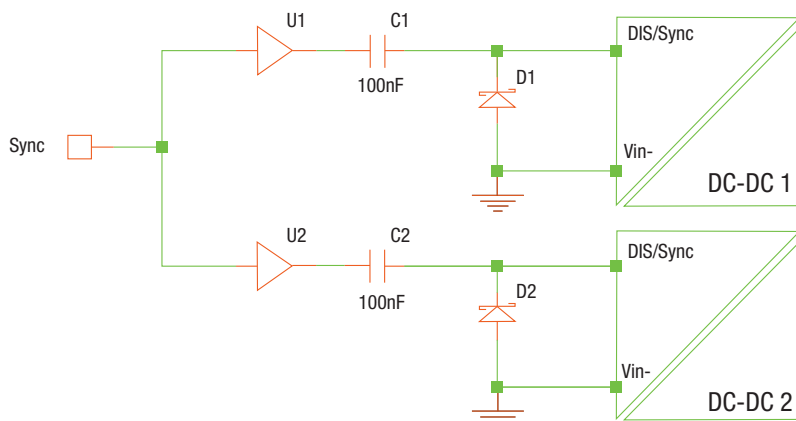 U1
C1
DIS/Sync
100nF
D1
Sync
Vin-
DC-DC 1
U2
C2
DIS/Sync
100nF
D2
Vin-
DC-DC 2